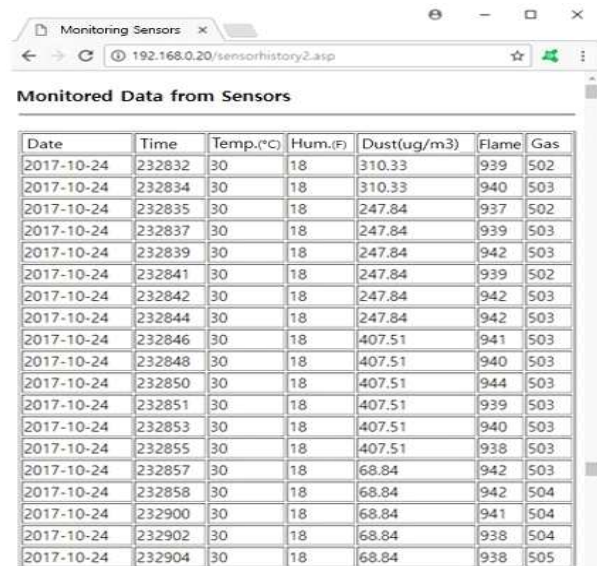 Monitoring Sensors
192.168.0.20/sensorhistory2.asp
Monitored Data from Sensors
Date Time Temp.(°C) Hum.(F) Dust(ug/m3) Flame Gas
2017-10-24 232832 30 18 310.33 939 502
2017-10-24 232834 30 18 310.33 940 503
2017-10-24 232835 30 18 247.84 937 502
2017-10-24 232837 30 18 247.84 939 503
2017-10-24 232839 30 18 247.84 942 503
2017-10-24 232841 30 18 247.84 939 502
2017-10-24 232842 30 18 247.84 942 503
2017-10-24 232844 30 18 247.84 942 503
2017-10-24 232846 30 18 407.51 941 503
2017-10-24 232848 30 18 407.51 940 503
2017-10-24 232850 30 18 407.51 944 503
2017-10-24 232851 30 18 407.51 939 503
2017-10-24 232853 30 18 407.51 940 503
2017-10-24 232855 30 18 407.51 938 503
2017-10-24 232857 30 18 68.84 942 503
2017-10-24 232858 30 18 68.84 942 504
2017-10-24 232900 30 18 68.84 941 504
2017-10-24 232902 30 18 68.84 938 504
2017-10-24 232904 30 18 68.84 938 505